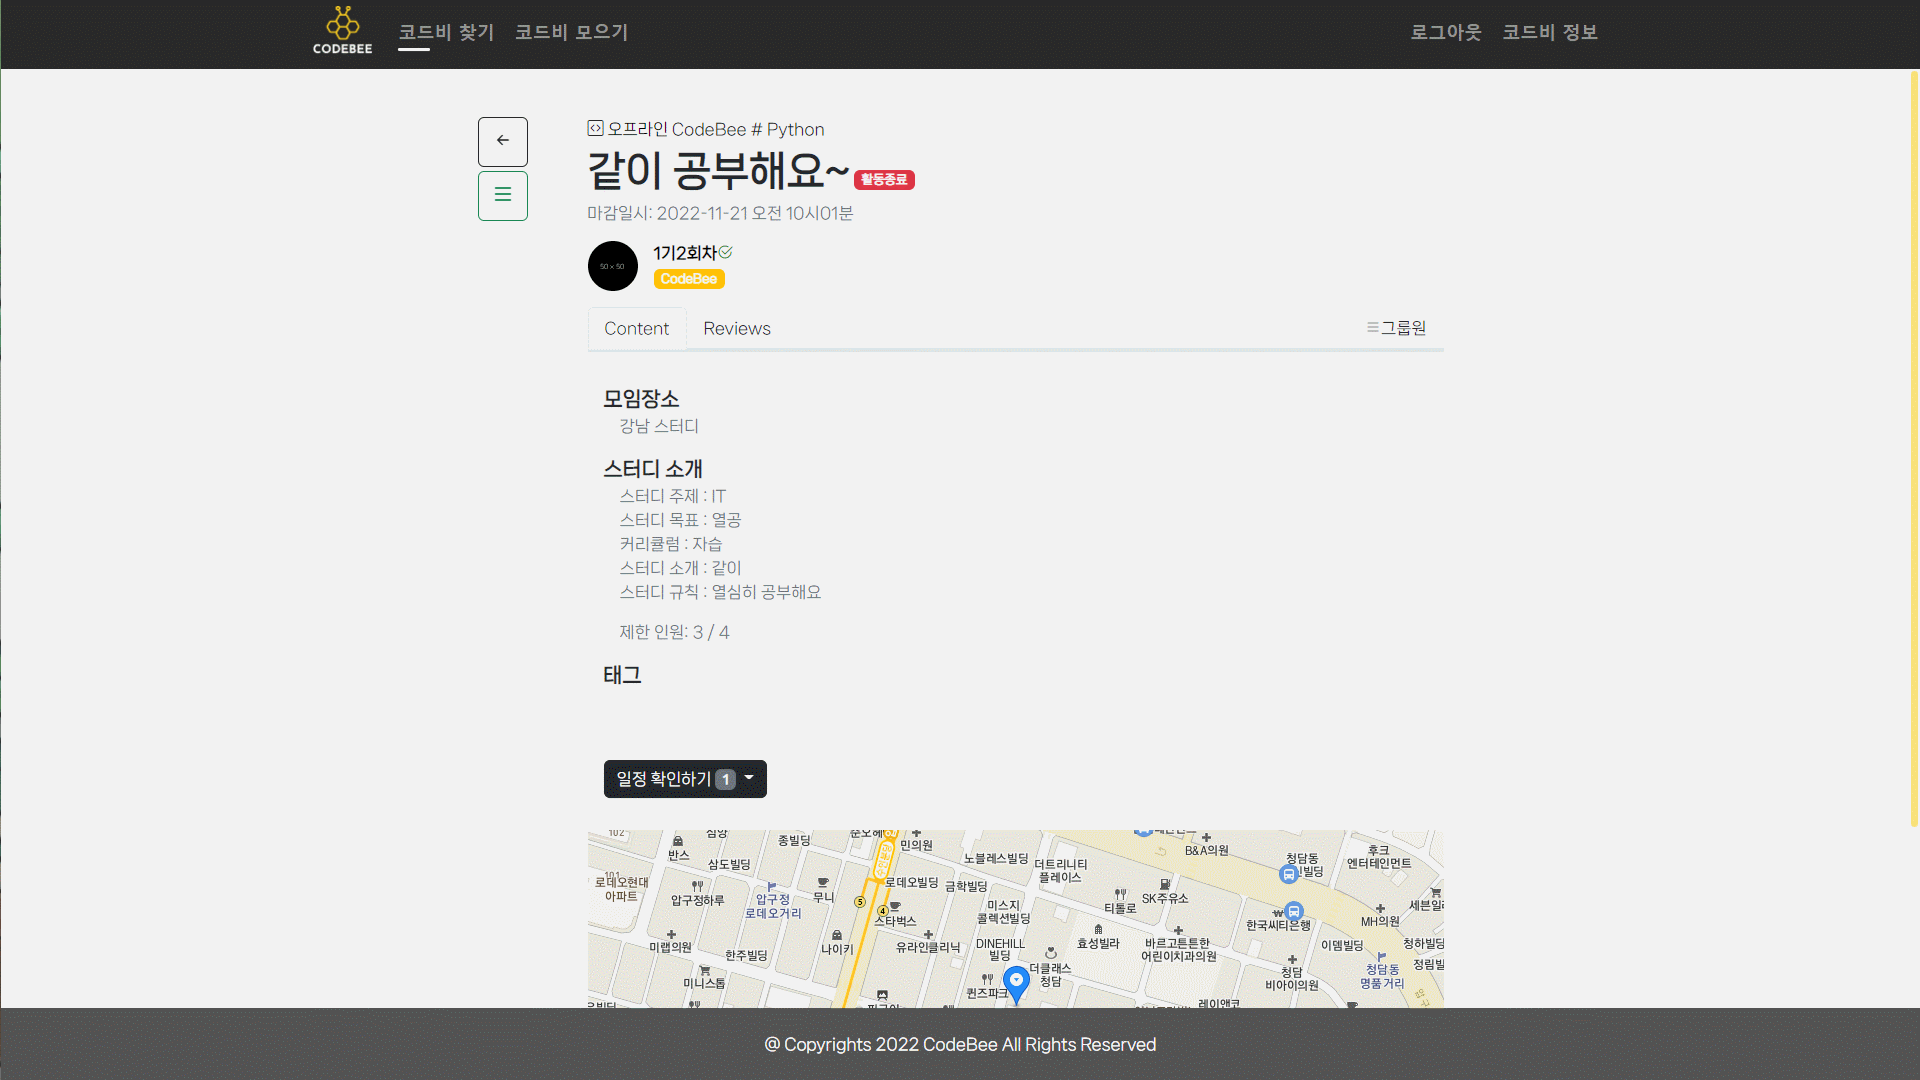 CODEBEE
코드비 찾기
코드비 모으기
로그아웃
코드비 정보
오프라인 CodeBee # Python
같이 공부해요~ 활동종료
마감일시: 2022-11-21 오전 10시01분
50 × 50
1기2회차
CodeBee
Content
Reviews
그룹원
모임장소
강남 스터디
스터디 소개
스터디 주제 : IT
스터디 목표 : 열공
커리큘럼 : 자습
스터디 소개 : 같이
스터디 규칙 : 열심히 공부해요
제한 인원: 3 / 4
태그
일정 확인하기 1
102
삼양
종빌딩
민의원
반스
삼도빌딩
노블레스빌딩
더트리니티
플레이스
B&A의원
청담동
빌딩
후크
엔터테인먼트
101
로데오현대
아파트
압구정하루
압구정
로데오거리
무니
로데오빌딩
금학빌딩
미스지
콜렉션빌딩
티톨로
SK주유소
5
4
스타벅스
한국씨티은행
MH의원
미랩의원
한주빌딩
나이키
유라인클리닉
DINEHILL
빌딩
효성빌라
바르고튼튼한
어린이치과의원
이뎀빌딩
청하빌딩
미니스톱
퀸즈파크
더클래스
청담
청담
비아이의원
청담동
명품거리
레이앤코
@ Copyrights 2022 CodeBee All Rights Reserved